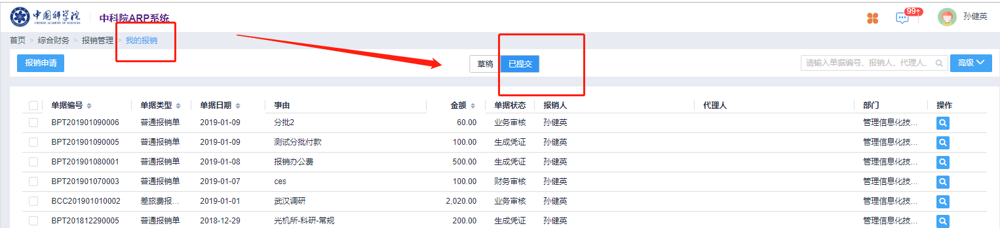 中国科学院 中科院ARP系统 99+ 孙健英
CHINESE ACADEMY OF SCIENCES
首页 > 综合财务 > 报销管理 > 我的报销
报销申请 草稿 已提交 请输入单据编号、报销人、代理人、 高级
单据编号 单据类型 单据日期 事由 金额 单据状态 报销人 代理人 部门 操作
BPT201901090006 普通报销单 2019-01-09 分批2 60.00 业务审核 孙健英 管理信息化技...
BPT201901090005 普通报销单 2019-01-09 测试分批付款 100.00 生成凭证 孙健英 管理信息化技...
BPT201901080001 普通报销单 2019-01-08 报销办公费 500.00 生成凭证 孙健英 管理信息化技...
BPT201901070003 普通报销单 2019-01-07 ces 100.00 财务审核 孙健英 管理信息化技...
BCC201901010002 差旅费报... 2019-01-01 武汉调研 2,020.00 业务审核 孙健英 管理信息化技...
BPT201812290005 普通报销单 2018-12-29 光机所-科研-常规 200.00 生成凭证 孙健英 管理信息化技...